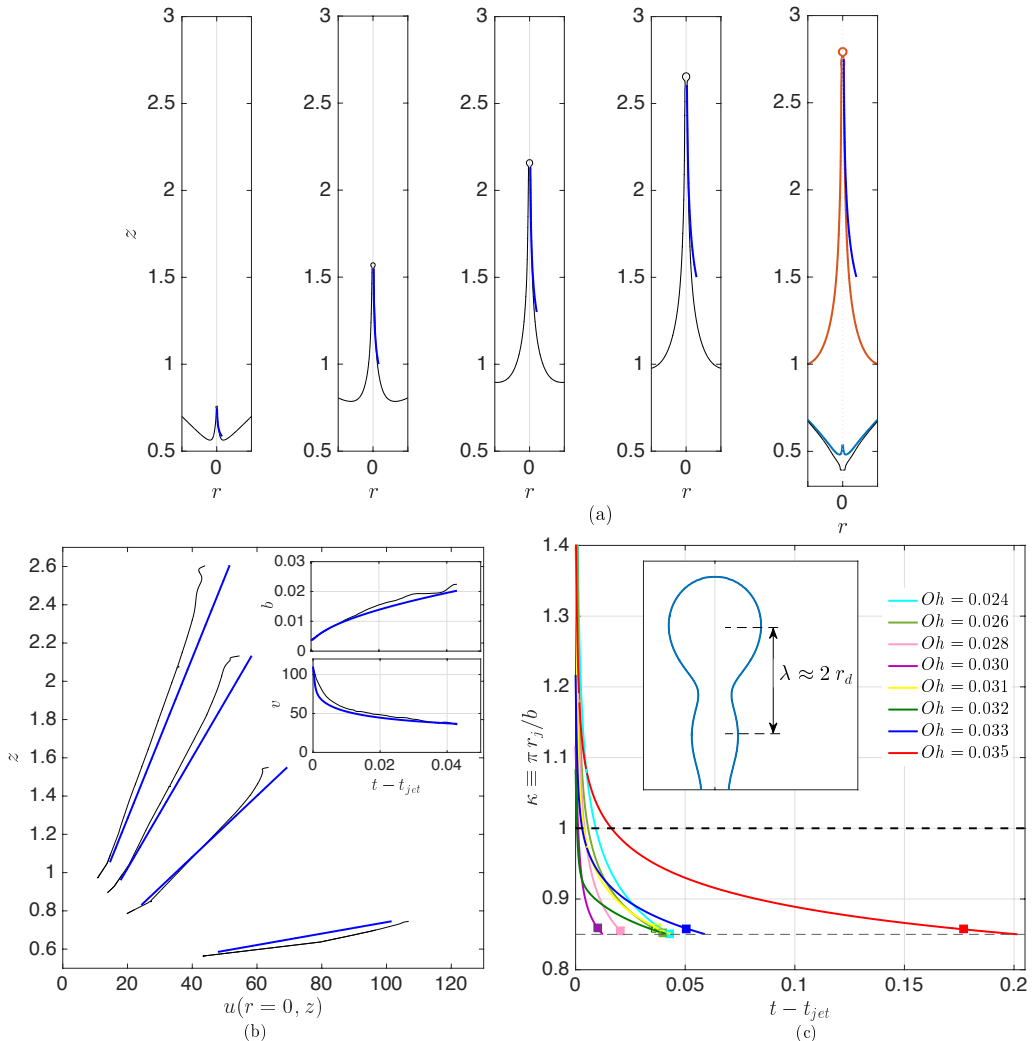 3 3 3 3 3
2.5 2.5 2.5 2.5 2.5
2 2 2 2 2
z
1.5 1.5 1.5 1.5 1.5
1 1 1 1 1
0.5 0.5 0.5 0.5 0.5
0 0 0 0 0
r r r r r
(a)
2.6
2.4
2.2
2
1.8
1.6
1.4
1.2
1
0.8
0.6
z
0 20 40 60 80 100 120
u(r = 0, z)
(b)
0.03
0.02
0.01
0
b
100
50
0
v
0 0.02 0.04
t − t_{jet}
1.4
1.3
1.2
1.1
1
0.9
0.8
κ ≡ π r_j/b
λ ≈ 2 r_d
Oh = 0.024
Oh = 0.026
Oh = 0.028
Oh = 0.030
Oh = 0.031
Oh = 0.032
Oh = 0.033
Oh = 0.035
0 0.05 0.1 0.15 0.2
t − t_{jet}
(c)